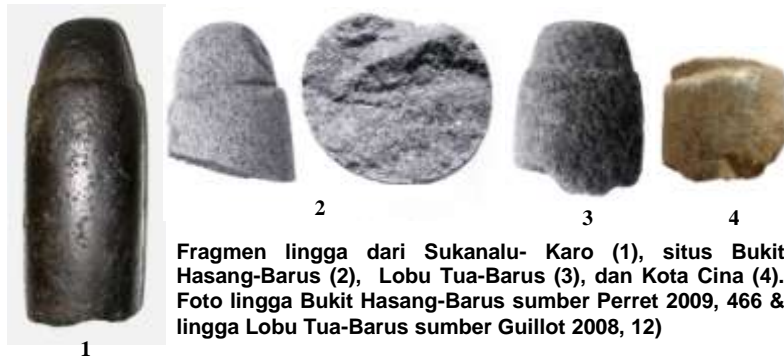 2
3
4
Fragmen lingga dari Sukanalu- Karo (1), situs Bukit
Hasang-Barus (2), Lobu Tua-Barus (3), dan Kota Cina (4).
Foto lingga Bukit Hasang-Barus sumber Perret 2009, 466 &
lingga Lobu Tua-Barus sumber Guillot 2008, 12)
1